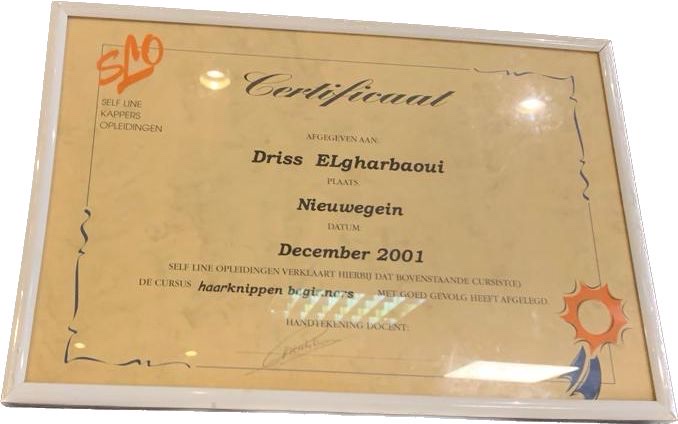 SLO
SELF LINE
KAPPERS
OPLEIDINGEN
Certificaat
AFGEGEVEN AAN:
Driss ELgharbaoui
PLAATS:
Nieuwegein
DATUM:
December 2001
SELF LINE OPLEIDINGEN VERKLAART HIERBIJ DAT BOVENSTAANDE CURSIST(E)
DE CURSUS haarknippen beginners MET GOED GEVOLG HEEFT AFGELEGD.
HANDTEKENING DOCENT: